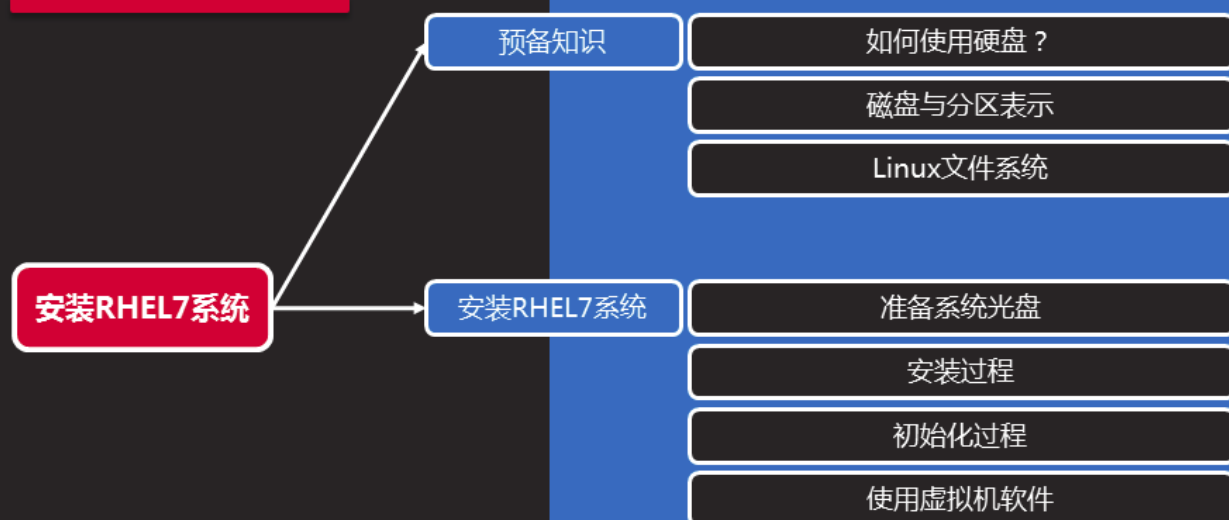 预备知识
如何使用硬盘？
磁盘与分区表示
Linux文件系统
安装RHEL7系统
安装RHEL7系统
准备系统光盘
安装过程
初始化过程
使用虚拟机软件